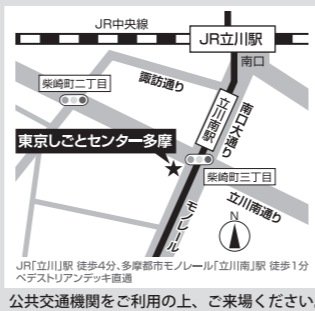 JR中央線
JR立川駅
南口
諏訪通り
柴崎町二丁目
立川南駅
南口大通り
東京しごとセンター多摩
柴崎町三丁目
立川南通り
モノレール
N
JR「立川」駅 徒歩4分、多摩都市モノレール「立川南」駅 徒歩1分
ペデストリアンデッキ直通
公共交通機関をご利用の上、ご来場ください。